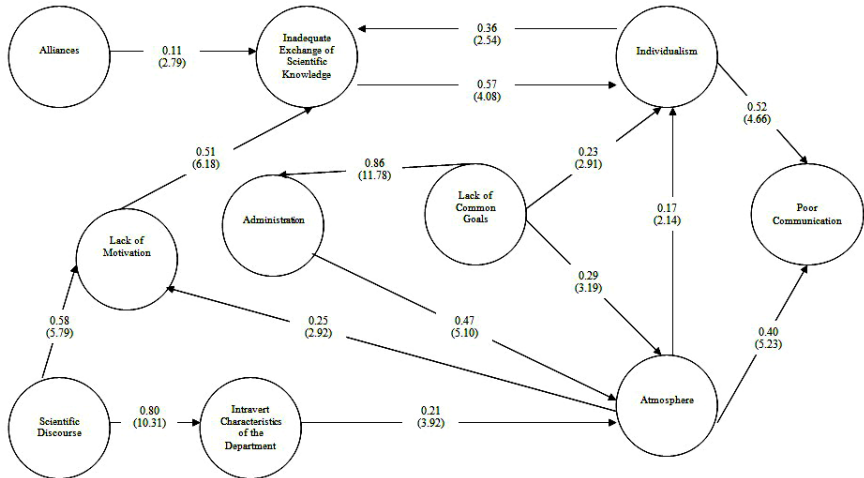 Alliances
0.11
(2.79)
Inadequate
Exchange of
Scientific
Knowledge
0.36
(2.54)
Individualism
0.57
(4.08)
0.52
(4.66)
0.51
(6.18)
0.86
(11.78)
0.23
(2.91)
Administration
Lack of
Common
Goals
0.17
(2.14)
Poor
Communication
Lack of
Motivation
0.29
(3.19)
0.58
(5.79)
0.25
(2.92)
0.47
(5.10)
0.40
(5.23)
Atmosphere
Scientific
Discourse
0.80
(10.31)
Intravert
Characteristics
of the
Department
0.21
(3.92)